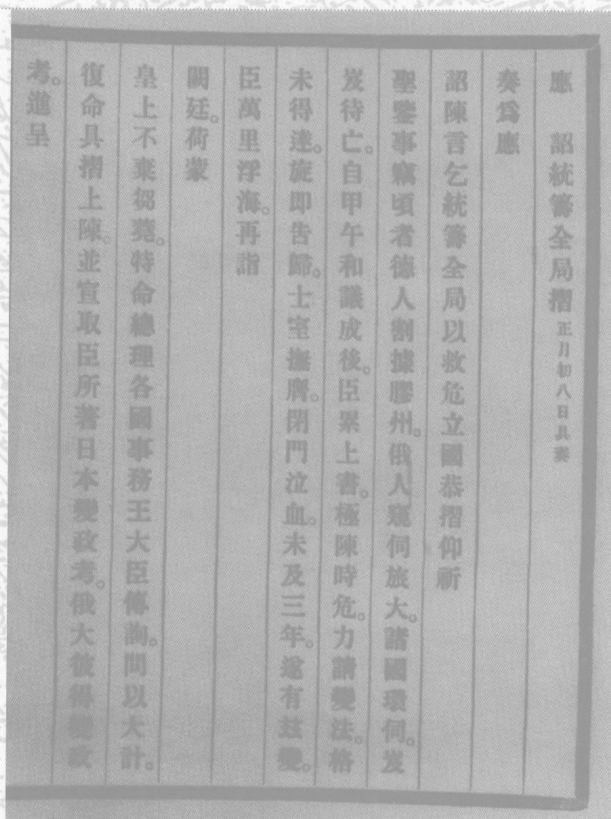 應　詔統籌全局摺正月初八日具奏
奏爲應
詔陳言乞統籌全局以救危立國恭摺仰祈
聖鑒事竊頃者德人割據膠州。俄人窺伺旅大。諸國環伺。岌
岌待亡。自甲午和議成後。臣累上書。極陳時危。力請變法。格
未得達。旋即告歸。士室撫膺。閉門泣血。未及三年。遂有玆變。
臣萬里浮海。再詣
闕廷。荷蒙
皇上不棄芻蕘。特命總理各國事務王大臣傳詢。問以大計。
復命具摺上陳。並宣取臣所著日本變政考。俄大彼得變政
考。進呈